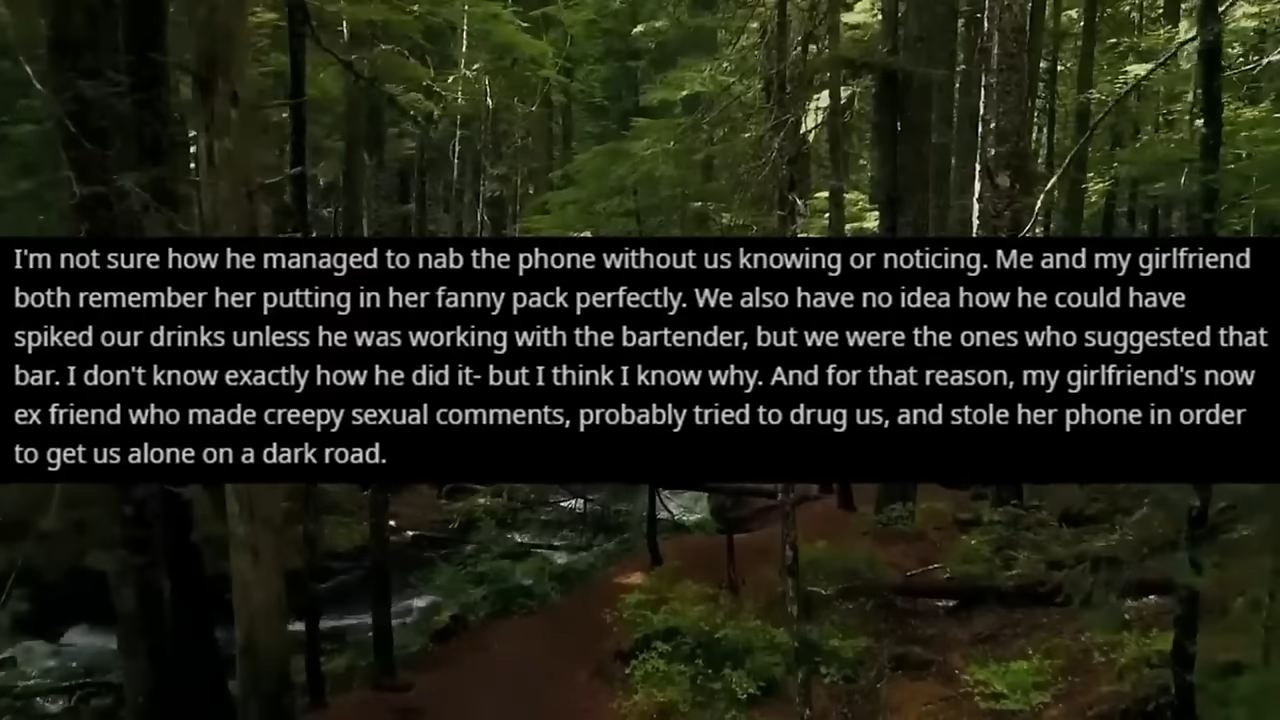 I'm not sure how he managed to nab the phone without us knowing or noticing. Me and my girlfriend
both remember her putting in her fanny pack perfectly. We also have no idea how he could have
spiked our drinks unless he was working with the bartender, but we were the ones who suggested that
bar. I don't know exactly how he did it- but I think I know why. And for that reason, my girlfriend's now
ex friend who made creepy sexual comments, probably tried to drug us, and stole her phone in order
to get us alone on a dark road.